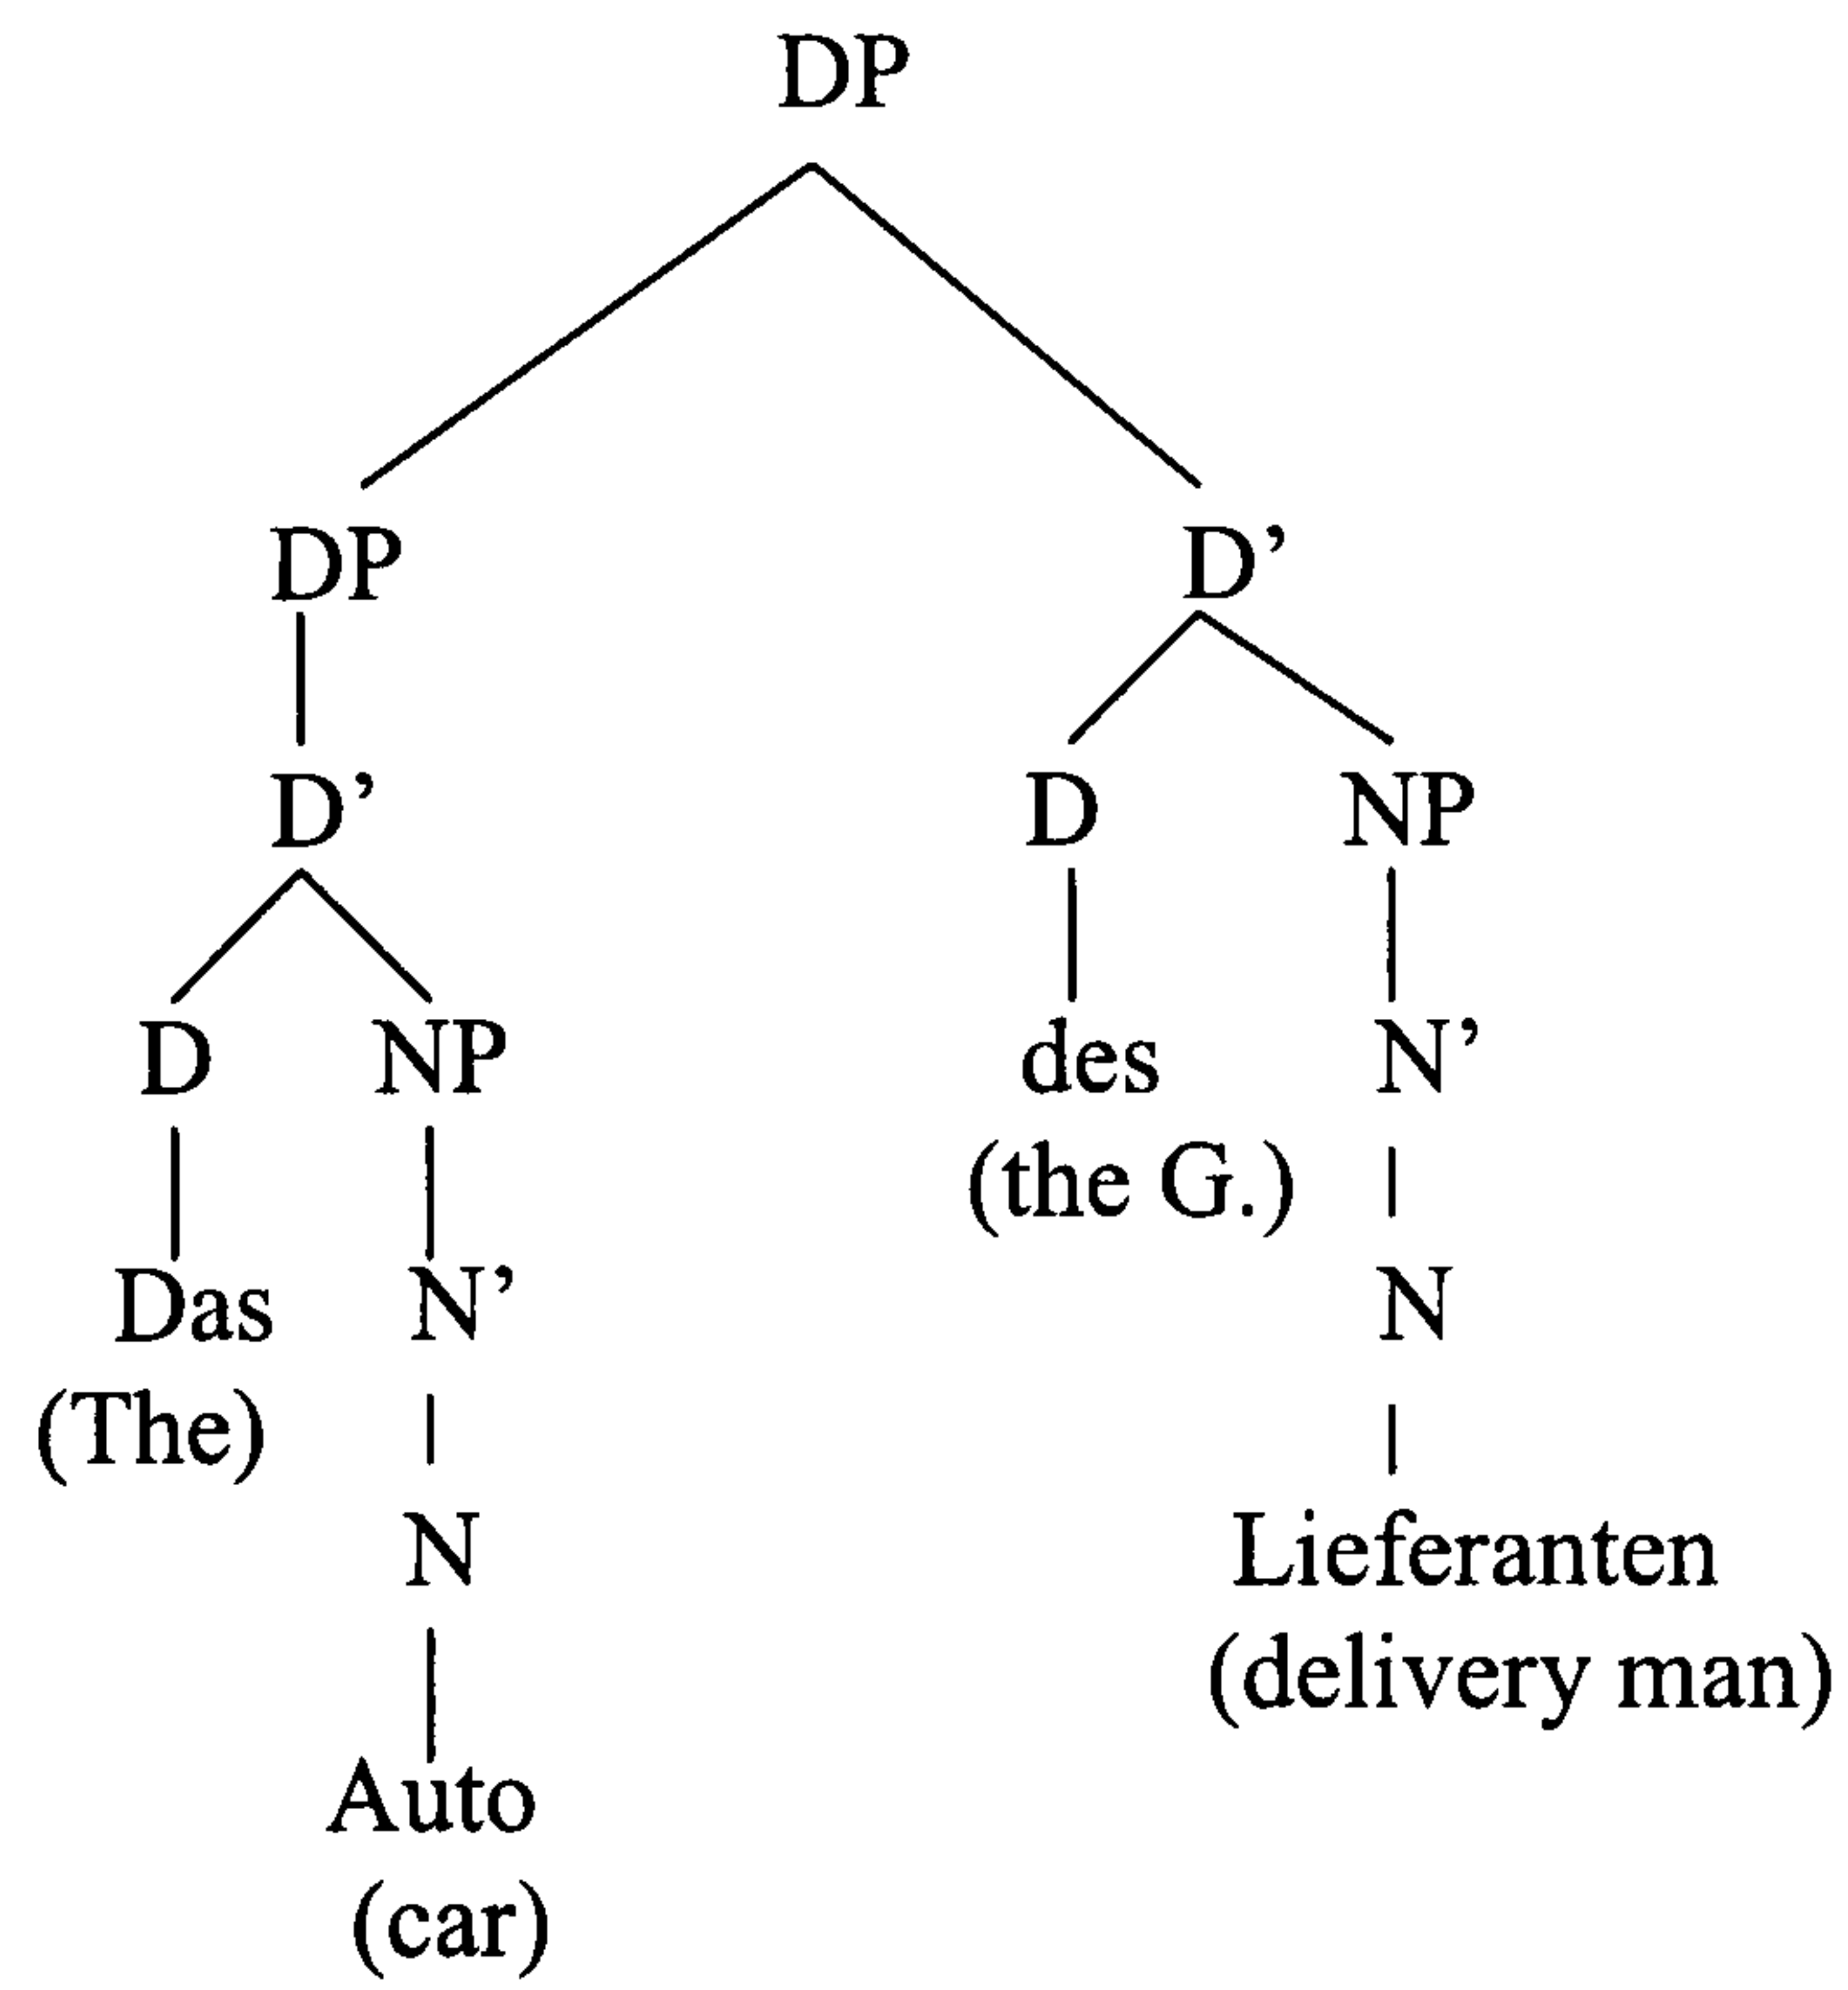 DP
DP D’
D’ D NP
D NP des N’
(the G.)
Das N’ N
(The)
N Lieferanten
(delivery man)
Auto
(car)